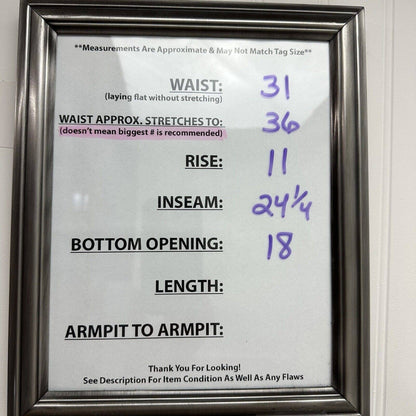 **Measurements Are Approximate & May Not Match Tag Size**
WAIST: 31
(laying flat without stretching)
WAIST APPROX. STRETCHES TO: 36
(doesn't mean biggest # is recommended)
RISE: 11
INSEAM: 24 1/4
BOTTOM OPENING: 18
LENGTH:
ARMPIT TO ARMPIT:
Thank You For Looking!
See Description For Item Condition As Well As Any Flaws